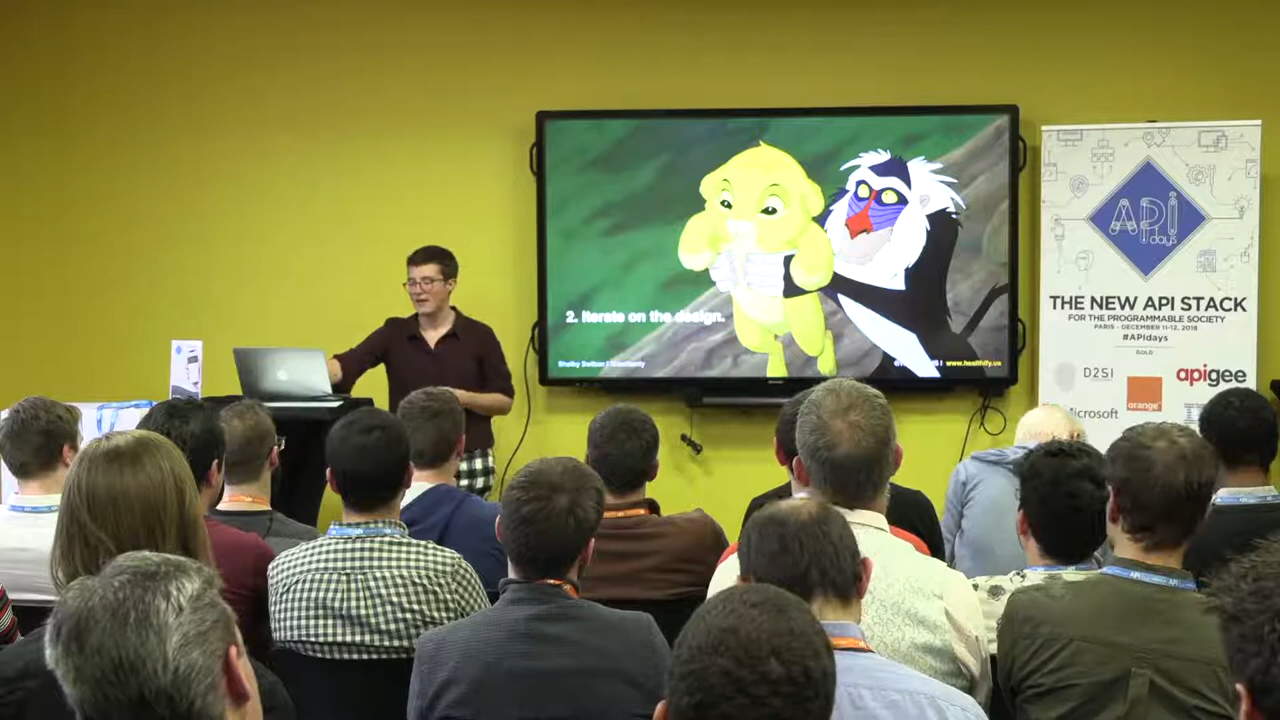 2. Iterate on the design.
www.healthify.us
API
days
THE NEW API STACK
FOR THE PROGRAMMABLE SOCIETY
PARIS - DECEMBER 11-12, 2018
#APIdays
GOLD
D2SI
apigee
orange
Microsoft